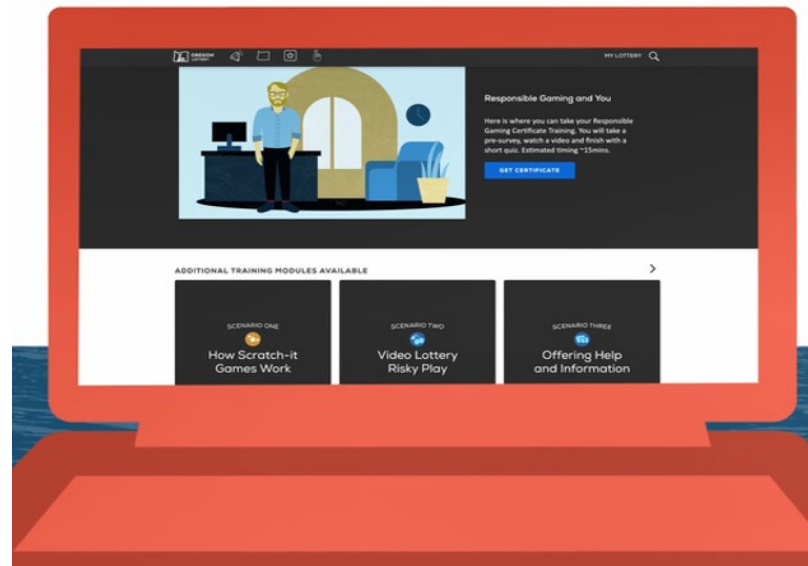 OREGON
LOTTERY
MY LOTTERY
Responsible Gaming and You
Here is where you can take your Responsible
Gaming Certificate Training. You will take a
pre-survey, watch a video and finish with a
short quiz. Estimated timing ~15mins.
GET CERTIFICATE
ADDITIONAL TRAINING MODULES AVAILABLE
SCENARIO ONE
How Scratch-it
Games Work
SCENARIO TWO
Video Lottery
Risky Play
SCENARIO THREE
Offering Help
and Information